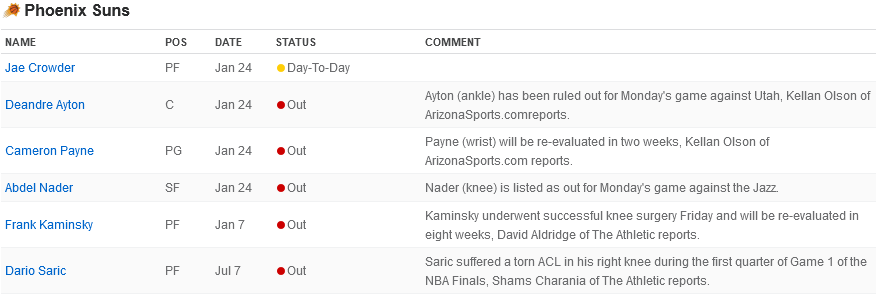 Phoenix Suns
NAME POS DATE STATUS COMMENT
Jae Crowder PF Jan 24 Day-To-Day
Deandre Ayton C Jan 24 Out Ayton (ankle) has been ruled out for Monday's game against Utah, Kellan Olson of
ArizonaSports.comreports.
Cameron Payne PG Jan 24 Out Payne (wrist) will be re-evaluated in two weeks, Kellan Olson of
ArizonaSports.com reports.
Abdel Nader SF Jan 24 Out Nader (knee) is listed as out for Monday's game against the Jazz.
Frank Kaminsky PF Jan 7 Out Kaminsky underwent successful knee surgery Friday and will be re-evaluated in
eight weeks, David Aldridge of The Athletic reports.
Dario Saric PF Jul 7 Out Saric suffered a torn ACL in his right knee during the first quarter of Game 1 of the
NBA Finals, Shams Charania of The Athletic reports.